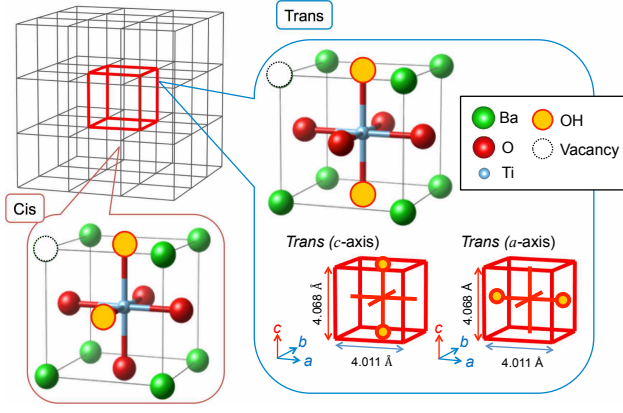 Trans
Ba
OH
O
Vacancy
Ti
Cis
Trans (c-axis)
Trans (a-axis)
4.068 Å
4.068 Å
c
b
a
4.011 Å
c
b
a
4.011 Å